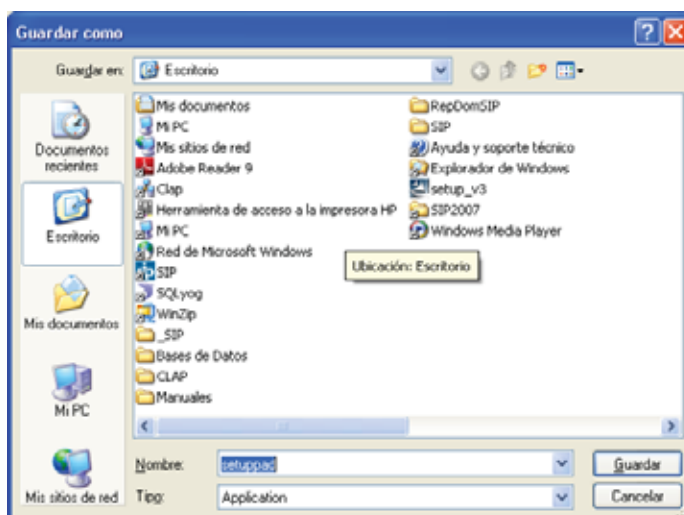 Guardar como
Guardar en:
Escritorio
Documentos
recientes
Escritorio
Mis documentos
Mi PC
Mis sitios de red
Mis documentos
Mi PC
Mis sitios de red
Adobe Reader 9
Clap
Herramienta de acceso a la impresora HP
Mi PC
Red de Microsoft Windows
SIP
SQLyog
WinZip
_SIP
Bases de Datos
CLAP
Manuales
RepDomSIP
SIP
Ayuda y soporte técnico
Explorador de Windows
setup_v3
SIP2007
Windows Media Player
Ubicación: Escritorio
Nombre:
setuppad
Guardar
Tipo:
Application
Cancelar